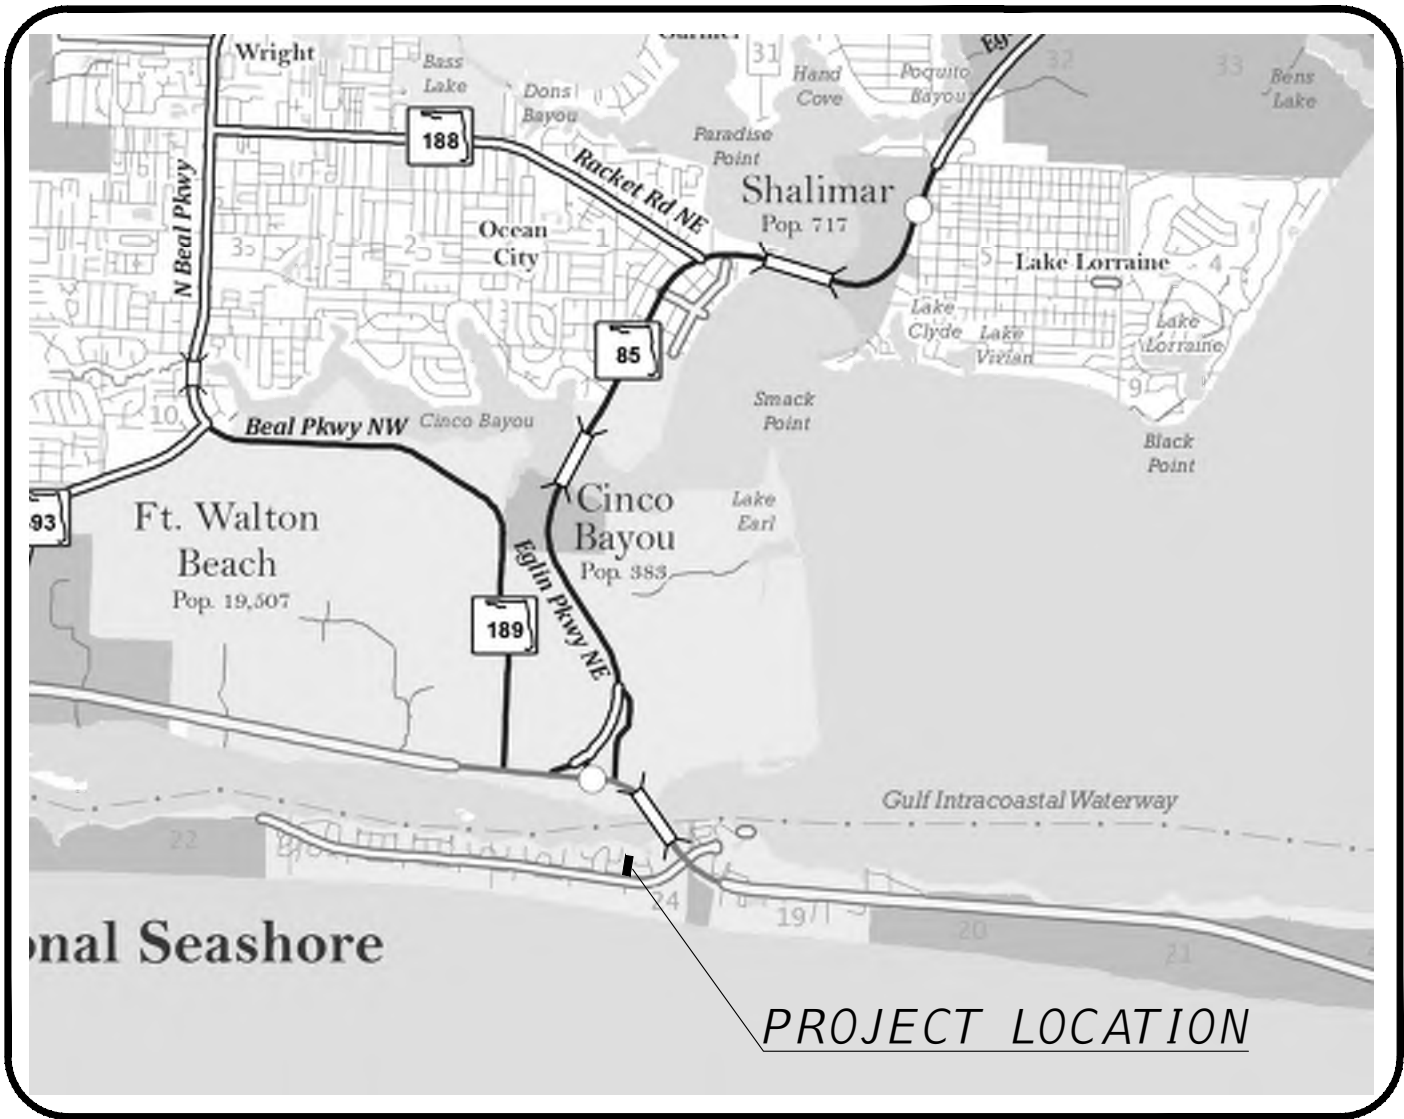 Wright
Bass
Lake
Dons
Bayou
31
Hand
Cove
Poquito
Bayou
32
33
Bens
Lake
188
Paradise
Point
Racket Rd NE
Shalimar
Pop. 717
N Beal Pkwy
3
2
1
Ocean
City
5
4
Lake Lorraine
Lake
Clyde
Lake
Vivian
Lake
Lorraine
85
9
10
Beal Pkwy NW
Cinco Bayou
Smack
Point
Black
Point
93
Ft. Walton
Beach
Pop. 19,507
Cinco
Bayou
Pop. 383
Lake
Earl
Eglin Pkwy NE
189
Gulf Intracoastal Waterway
22
24
19
20
21
onal Seashore
PROJECT LOCATION